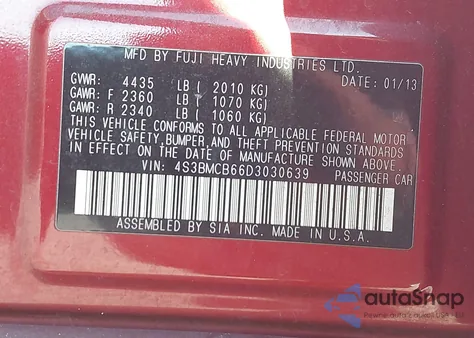 MFD BY FUJI HEAVY INDUSTRIES LTD.
GVWR: 4435 LB ( 2010 KG) DATE: 01/13
GAWR: F 2360 LB ( 1070 KG)
GAWR: R 2340 LB ( 1060 KG)
THIS VEHICLE CONFORMS TO ALL APPLICABLE FEDERAL MOTOR
VEHICLE SAFETY, BUMPER, AND THEFT PREVENTION STANDARDS
IN EFFECT ON THE DATE OF MANUFACTURE SHOWN ABOVE.
VIN: 4S3BMCB66D3030639 PASSENGER CAR
ASSEMBLED BY SIA INC. MADE IN U.S.A.
autoSnap